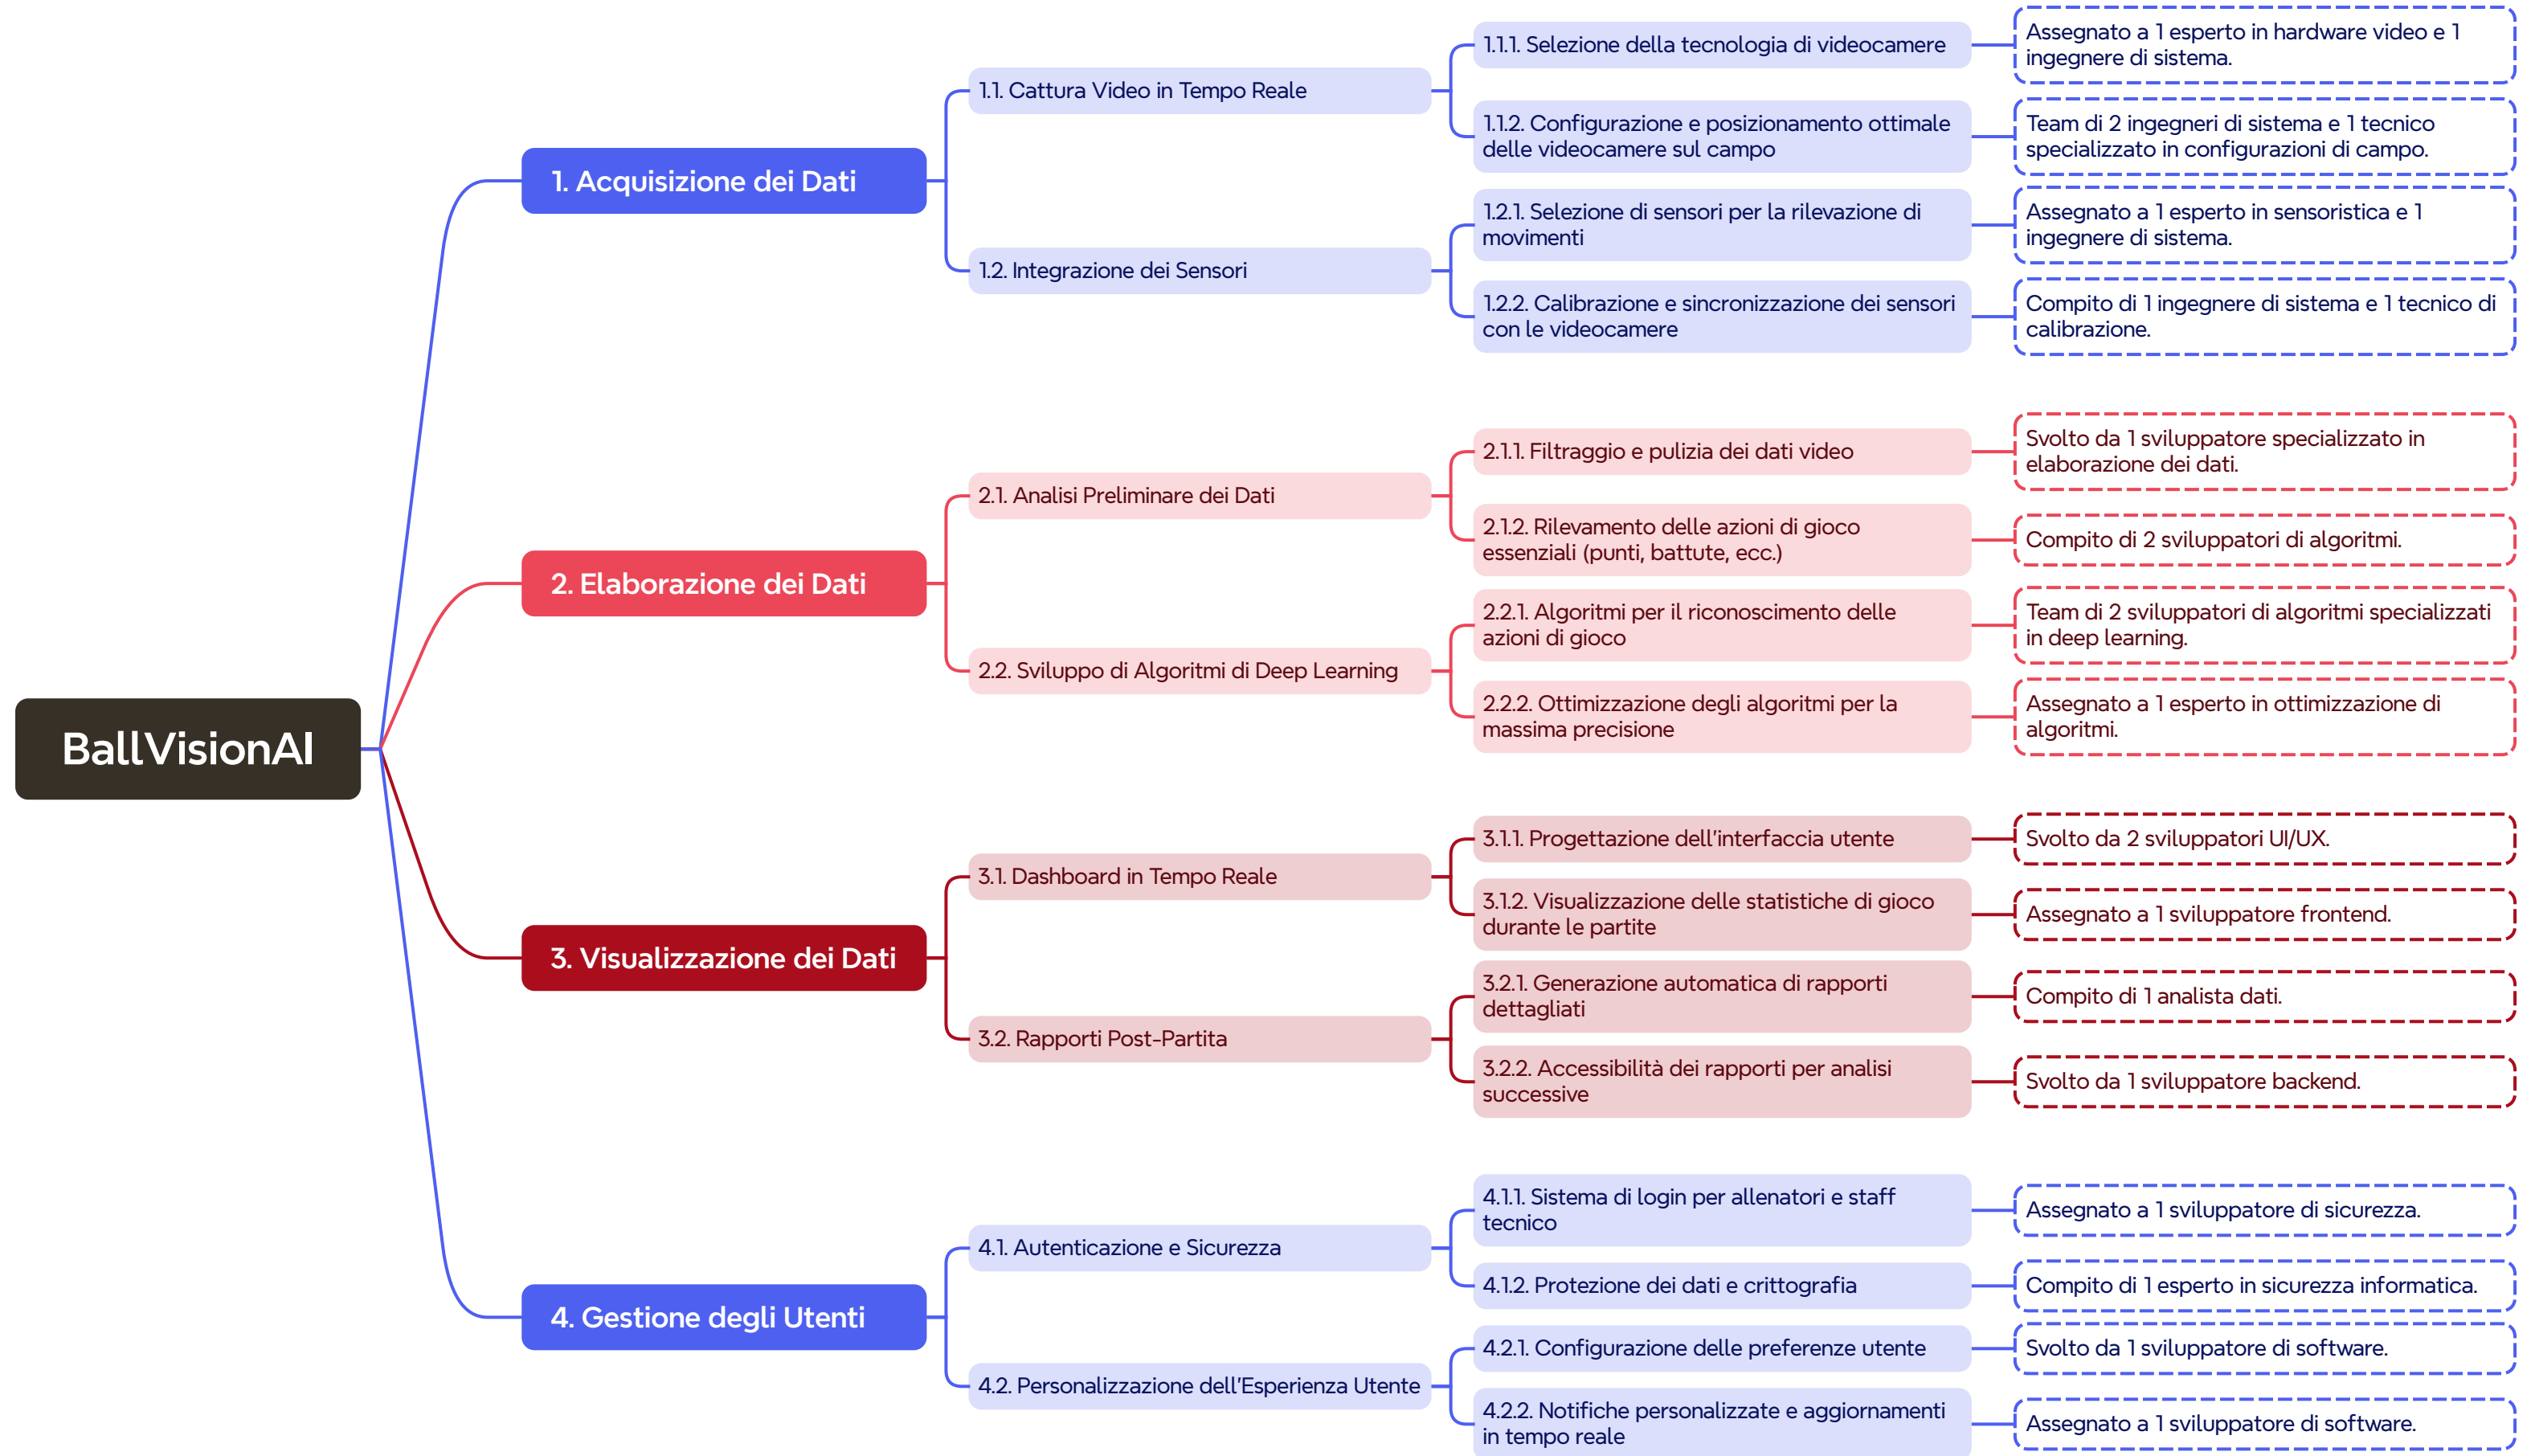 BallVisionAI
1. Acquisizione dei Dati
1.1. Cattura Video in Tempo Reale
1.1.1. Selezione della tecnologia di videocamere
Assegnato a 1 esperto in hardware video e 1
ingegnere di sistema.
1.1.2. Configurazione e posizionamento ottimale
delle videocamere sul campo
Team di 2 ingegneri di sistema e 1 tecnico
specializzato in configurazioni di campo.
1.2. Integrazione dei Sensori
1.2.1. Selezione di sensori per la rilevazione di
movimenti
Assegnato a 1 esperto in sensoristica e 1
ingegnere di sistema.
1.2.2. Calibrazione e sincronizzazione dei sensori
con le videocamere
Compito di 1 ingegnere di sistema e 1 tecnico di
calibrazione.
2. Elaborazione dei Dati
2.1. Analisi Preliminare dei Dati
2.1.1. Filtraggio e pulizia dei dati video
Svolto da 1 sviluppatore specializzato in
elaborazione dei dati.
2.1.2. Rilevamento delle azioni di gioco
essenziali (punti, battute, ecc.)
Compito di 2 sviluppatori di algoritmi.
2.2. Sviluppo di Algoritmi di Deep Learning
2.2.1. Algoritmi per il riconoscimento delle
azioni di gioco
Team di 2 sviluppatori di algoritmi specializzati
in deep learning.
2.2.2. Ottimizzazione degli algoritmi per la
massima precisione
Assegnato a 1 esperto in ottimizzazione di
algoritmi.
3. Visualizzazione dei Dati
3.1. Dashboard in Tempo Reale
3.1.1. Progettazione dell'interfaccia utente
Svolto da 2 sviluppatori UI/UX.
3.1.2. Visualizzazione delle statistiche di gioco
durante le partite
Assegnato a 1 sviluppatore frontend.
3.2. Rapporti Post-Partita
3.2.1. Generazione automatica di rapporti
dettagliati
Compito di 1 analista dati.
3.2.2. Accessibilità dei rapporti per analisi
successive
Svolto da 1 sviluppatore backend.
4. Gestione degli Utenti
4.1. Autenticazione e Sicurezza
4.1.1. Sistema di login per allenatori e staff
tecnico
Assegnato a 1 sviluppatore di sicurezza.
4.1.2. Protezione dei dati e crittografia
Compito di 1 esperto in sicurezza informatica.
4.2. Personalizzazione dell'Esperienza Utente
4.2.1. Configurazione delle preferenze utente
Svolto da 1 sviluppatore di software.
4.2.2. Notifiche personalizzate e aggiornamenti
in tempo reale
Assegnato a 1 sviluppatore di software.